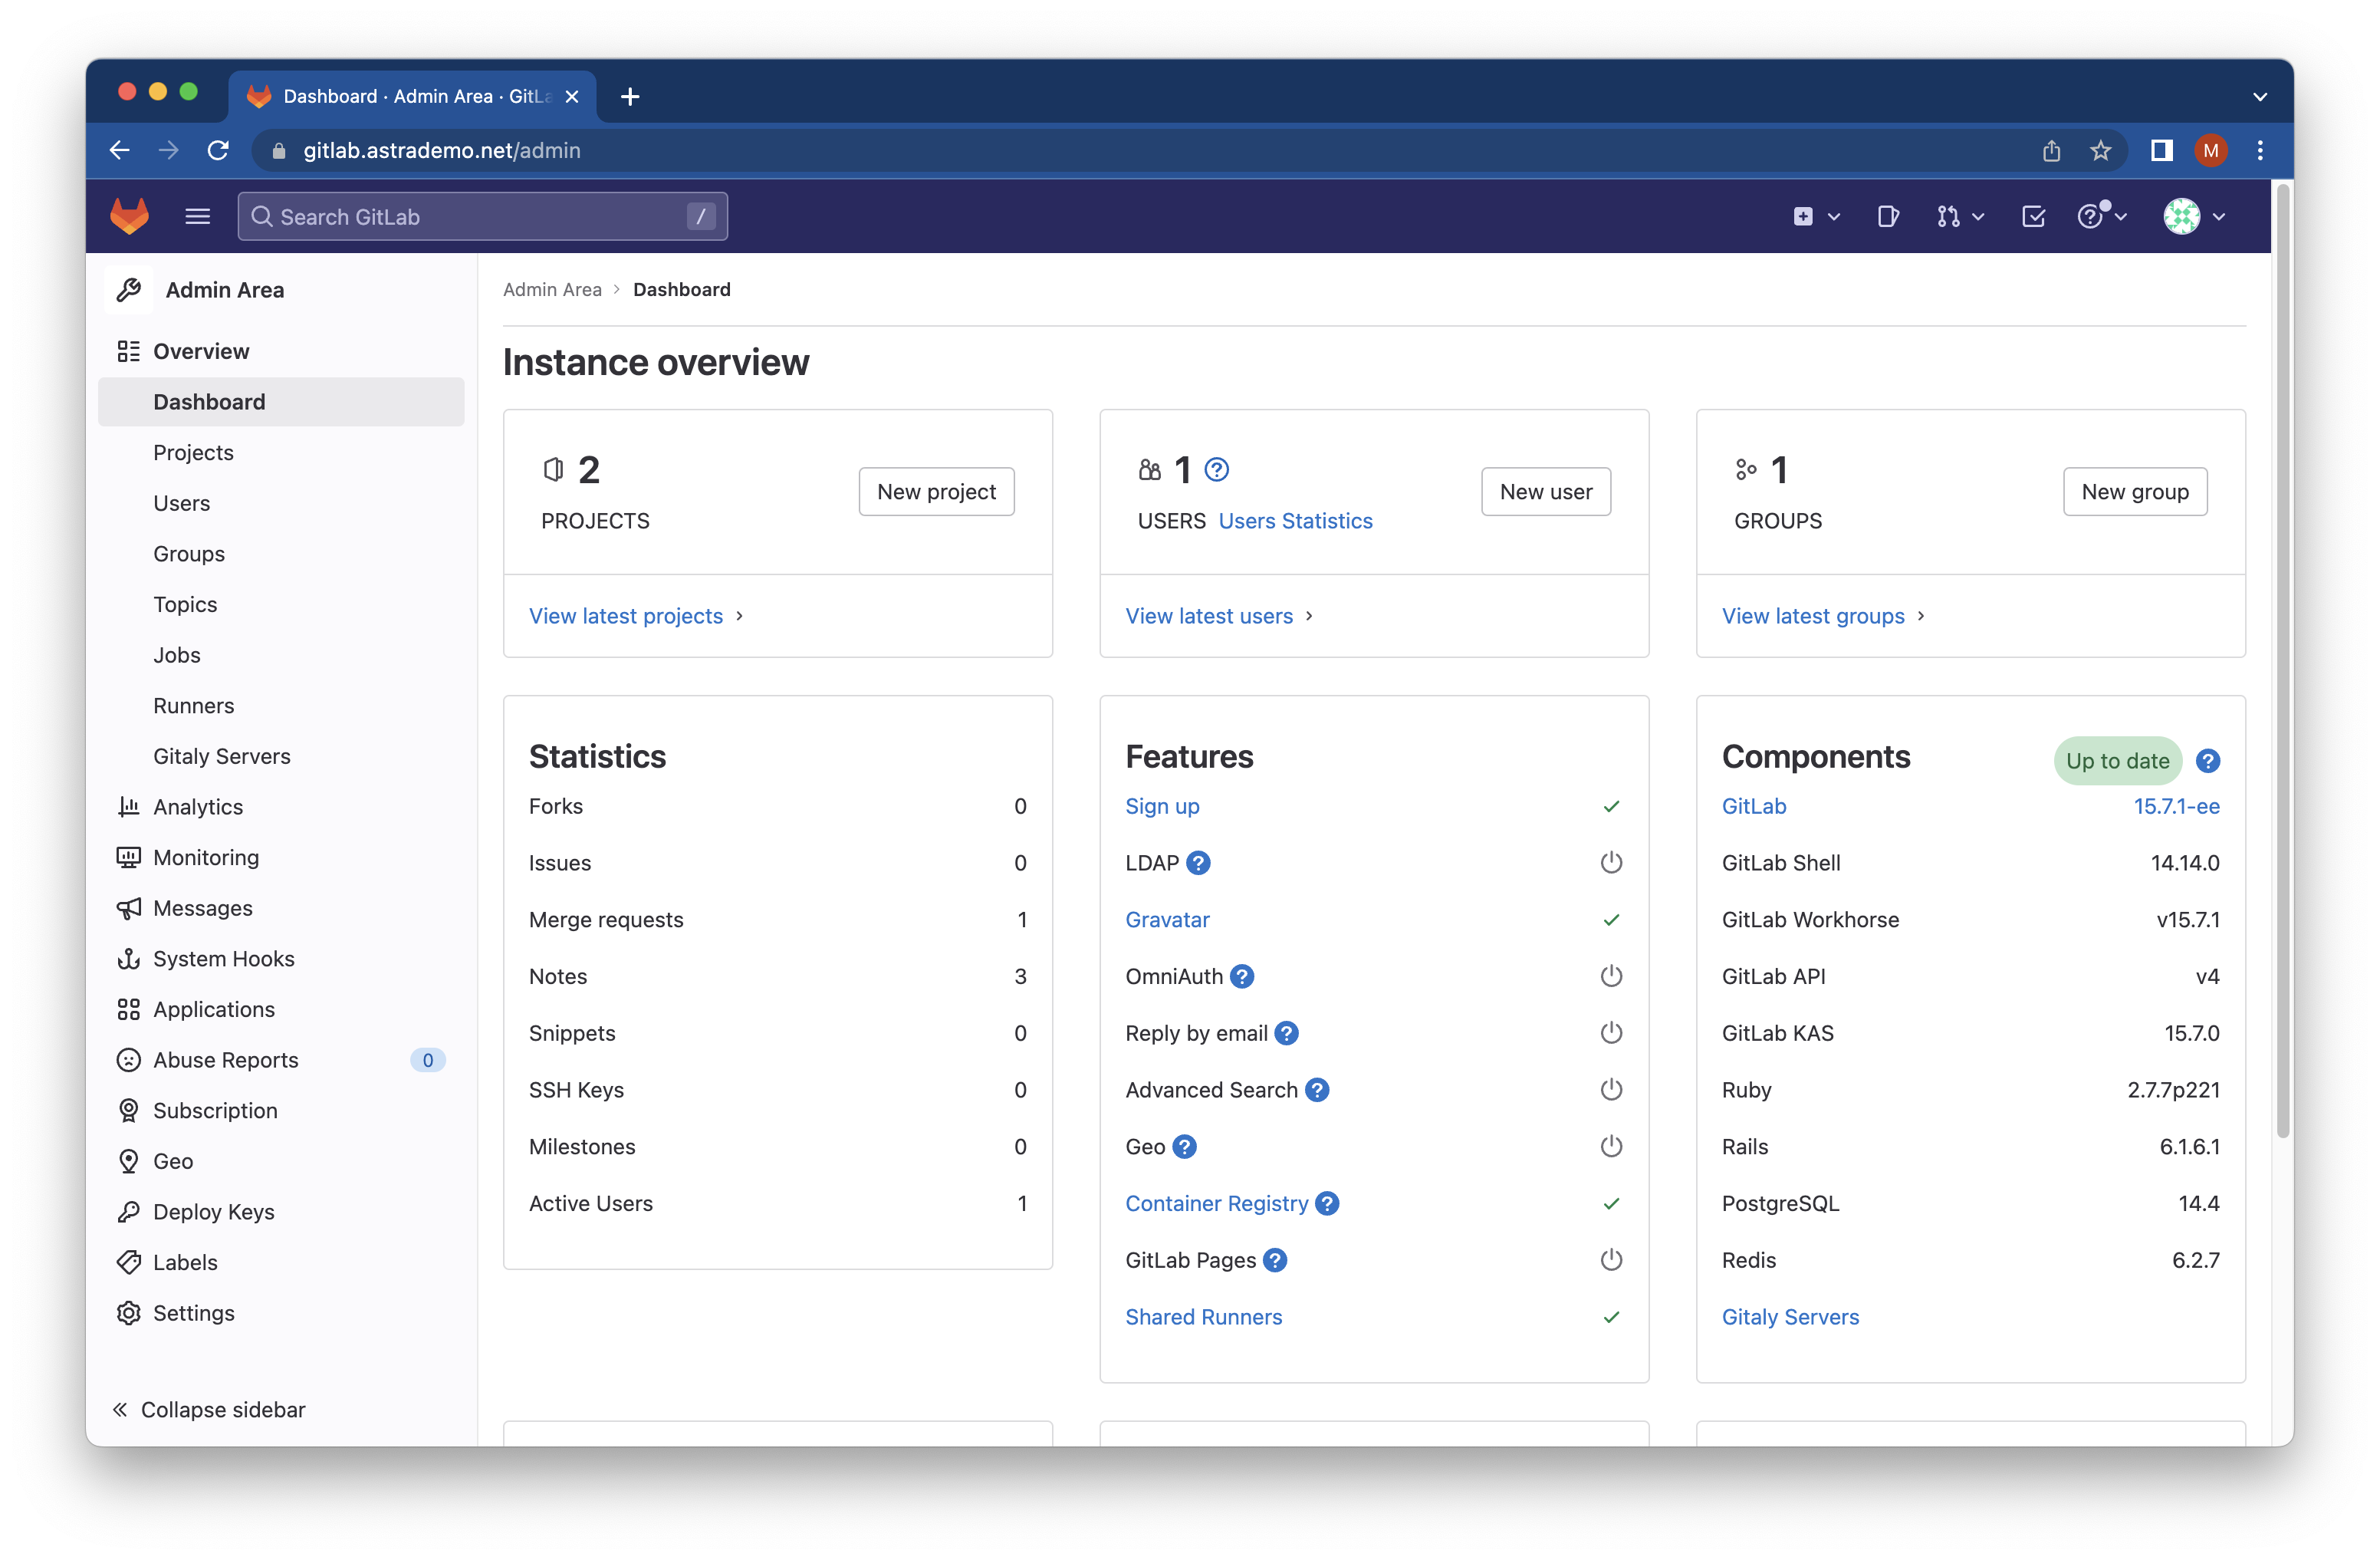 Dashboard · Admin Area · GitLa
gitlab.astrademo.net/admin
M
Search GitLab
/
Admin Area
Overview
Dashboard
Projects
Users
Groups
Topics
Jobs
Runners
Gitaly Servers
Analytics
Monitoring
Messages
System Hooks
Applications
Abuse Reports 0
Subscription
Geo
Deploy Keys
Labels
Settings
Collapse sidebar
Admin Area > Dashboard
Instance overview
2
PROJECTS
New project
View latest projects
1
USERS Users Statistics
New user
View latest users
1
GROUPS
New group
View latest groups
Statistics
Forks 0
Issues 0
Merge requests 1
Notes 3
Snippets 0
SSH Keys 0
Milestones 0
Active Users 1
Features
Sign up
LDAP ?
Gravatar
OmniAuth ?
Reply by email ?
Advanced Search ?
Geo ?
Container Registry ?
GitLab Pages ?
Shared Runners
Components Up to date ?
GitLab 15.7.1-ee
GitLab Shell 14.14.0
GitLab Workhorse v15.7.1
GitLab API v4
GitLab KAS 15.7.0
Ruby 2.7.7p221
Rails 6.1.6.1
PostgreSQL 14.4
Redis 6.2.7
Gitaly Servers